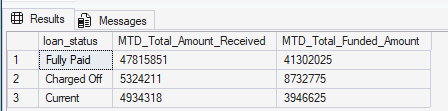 Results Messages
loan_status MTD_Total_Amount_Received MTD_Total_Funded_Amount
1 Fully Paid 47815851 41302025
2 Charged Off 5324211 8732775
3 Current 4934318 3946625